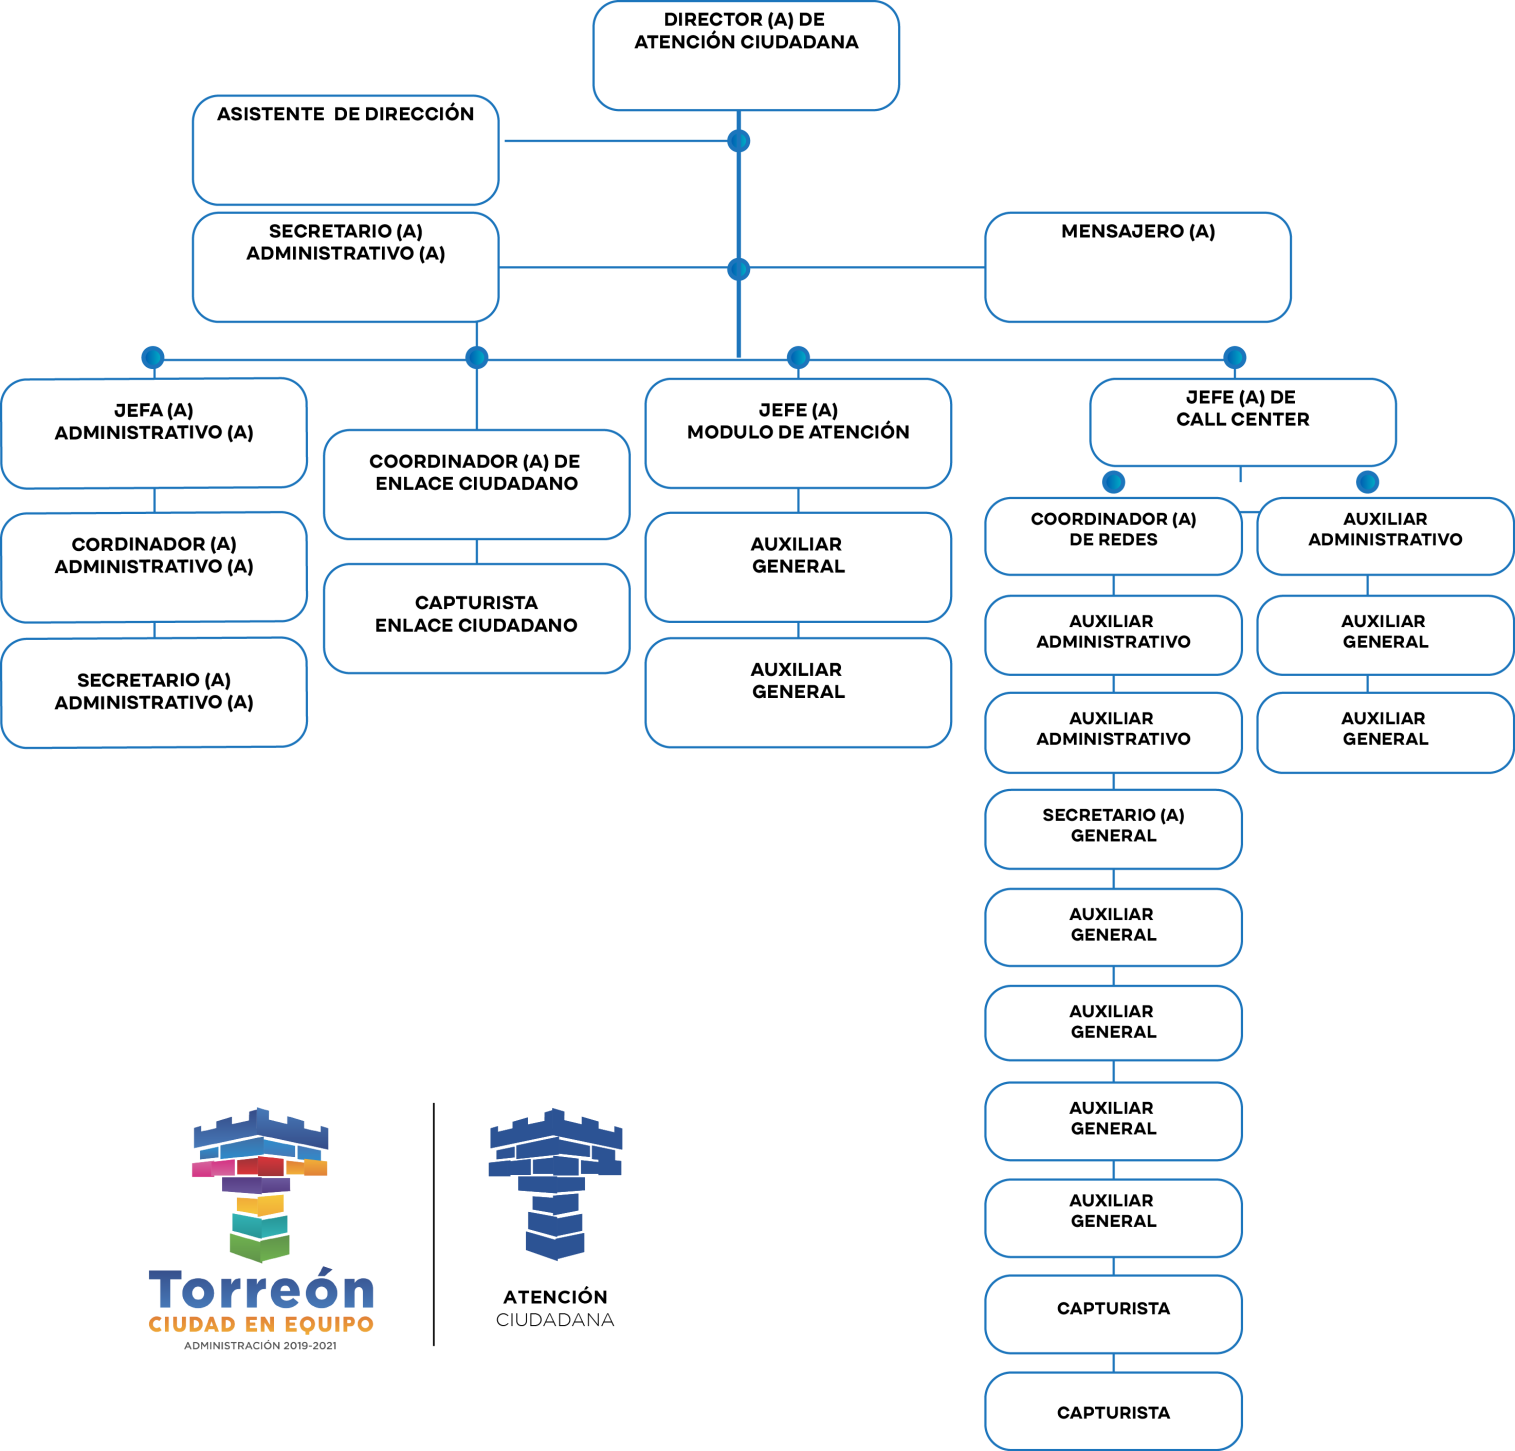 DIRECTOR (A) DE
ATENCIÓN CIUDADANA
ASISTENTE  DE DIRECCIÓN
SECRETARIO (A)
ADMINISTRATIVO (A)
MENSAJERO (A)
JEFA (A)
ADMINISTRATIVO (A)
CORDINADOR (A)
ADMINISTRATIVO (A)
SECRETARIO (A)
ADMINISTRATIVO (A)
COORDINADOR (A) DE
ENLACE CIUDADANO
CAPTURISTA
ENLACE CIUDADANO
JEFE (A)
MODULO DE ATENCIÓN
AUXILIAR
GENERAL
AUXILIAR
GENERAL
JEFE (A) DE
CALL CENTER
COORDINADOR (A)
DE REDES
AUXILIAR
ADMINISTRATIVO
AUXILIAR
ADMINISTRATIVO
SECRETARIO (A)
GENERAL
AUXILIAR
GENERAL
AUXILIAR
GENERAL
AUXILIAR
GENERAL
AUXILIAR
GENERAL
CAPTURISTA
CAPTURISTA
AUXILIAR
ADMINISTRATIVO
AUXILIAR
GENERAL
AUXILIAR
GENERAL
Torreón
CIUDAD EN EQUIPO
ADMINISTRACIÓN 2019-2021
ATENCIÓN
CIUDADANA